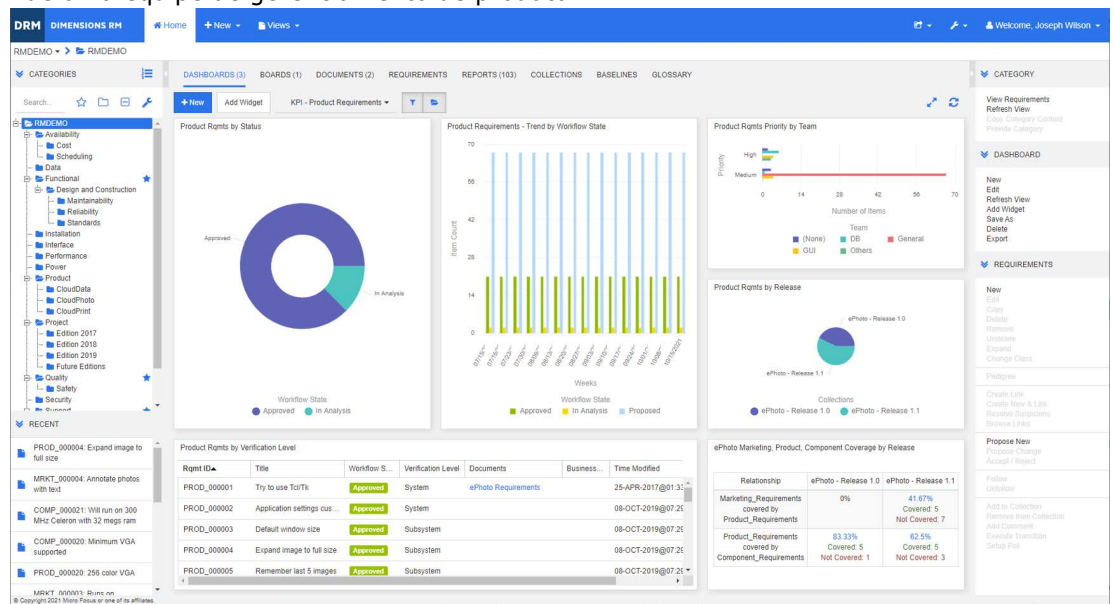 DRM DIMENSIONS RM Home +New Views Welcome, Joseph Wilson
RMDEMO > RMDEMO
CATEGORIES
Search...
RMDEMO
Availability
Cost
Scheduling
Data
Functional
Design and Construction
Maintainability
Reliability
Standards
Installation
Interface
Performance
Power
Product
CloudData
CloudPhoto
CloudPrint
Project
Edition 2017
Edition 2018
Edition 2019
Future Editions
Quality
Safety
Security
Support
RECENT
PROD_000004: Expand image to
full size
MRKT_000004: Annotate photos
with text
COMP_000021: Will run on 300
MHz Celeron with 32 megs ram
COMP_000020: Minimum VGA
supported
PROD_000020: 256 color VGA
MRKT_000003: Runs on
© Copyright 2021 Micro Focus or one of its affiliates.
DASHBOARDS (3) BOARDS (1) DOCUMENTS (2) REQUIREMENTS REPORTS (103) COLLECTIONS BASELINES GLOSSARY
+ New Add Widget KPI - Product Requirements
Product Rqmts by Status
Approved
In Analysis
Workflow State
Approved In Analysis
Product Requirements - Trend by Workflow State
70
56
42
28
14
0
Item Count
10/15/2021
Weeks
Workflow State
Approved In Analysis Proposed
Product Rqmts Priority by Team
Priority
High
Medium
0 14 28 42 56 70
Number of Items
Team
(None) DB General
GUI Others
Product Rqmts by Release
ePhoto - Release 1.0
ePhoto - Release 1.1
Collections
ePhoto - Release 1.0 ePhoto - Release 1.1
Product Rqmts by Verification Level
Rqmt ID Title Workflow S... Verification Level Documents Business... Time Modified
PROD_000001 Try to use Tcl/Tk Approved System ePhoto Requirements 25-APR-2017@01:33
PROD_000002 Application settings cus... Approved System 08-OCT-2019@07:29
PROD_000003 Default window size Approved Subsystem 08-OCT-2019@07:29
PROD_000004 Expand image to full size Approved Subsystem 08-OCT-2019@07:29
PROD_000005 Remember last 5 images Approved Subsystem 08-OCT-2019@07:29
ePhoto Marketing, Product, Component Coverage by Release
Relationship ePhoto - Release 1.0 ePhoto - Release 1.1
Marketing_Requirements
covered by
Product_Requirements
0%
41.67%
Covered: 5
Not Covered: 7
Product_Requirements
covered by
Component_Requirements
83.33%
Covered: 5
Not Covered: 1
62.5%
Covered: 5
Not Covered: 3
CATEGORY
View Requirements
Refresh View
Copy Category Content
Provide Category
DASHBOARD
New
Edit
Refresh View
Add Widget
Save As
Delete
Export
REQUIREMENTS
New
Edit
Copy
Delete
Remove
Undelete
Expand
Change Class
Pedigree
Create Link
Create New & Link
Resolve Suspicions
Browse Links
Propose New
Propose Change
Accept / Reject
Follow
Unfollow
Add to Collection
Remove from Collection
Add Comment
Execute Transition
Setup Poll